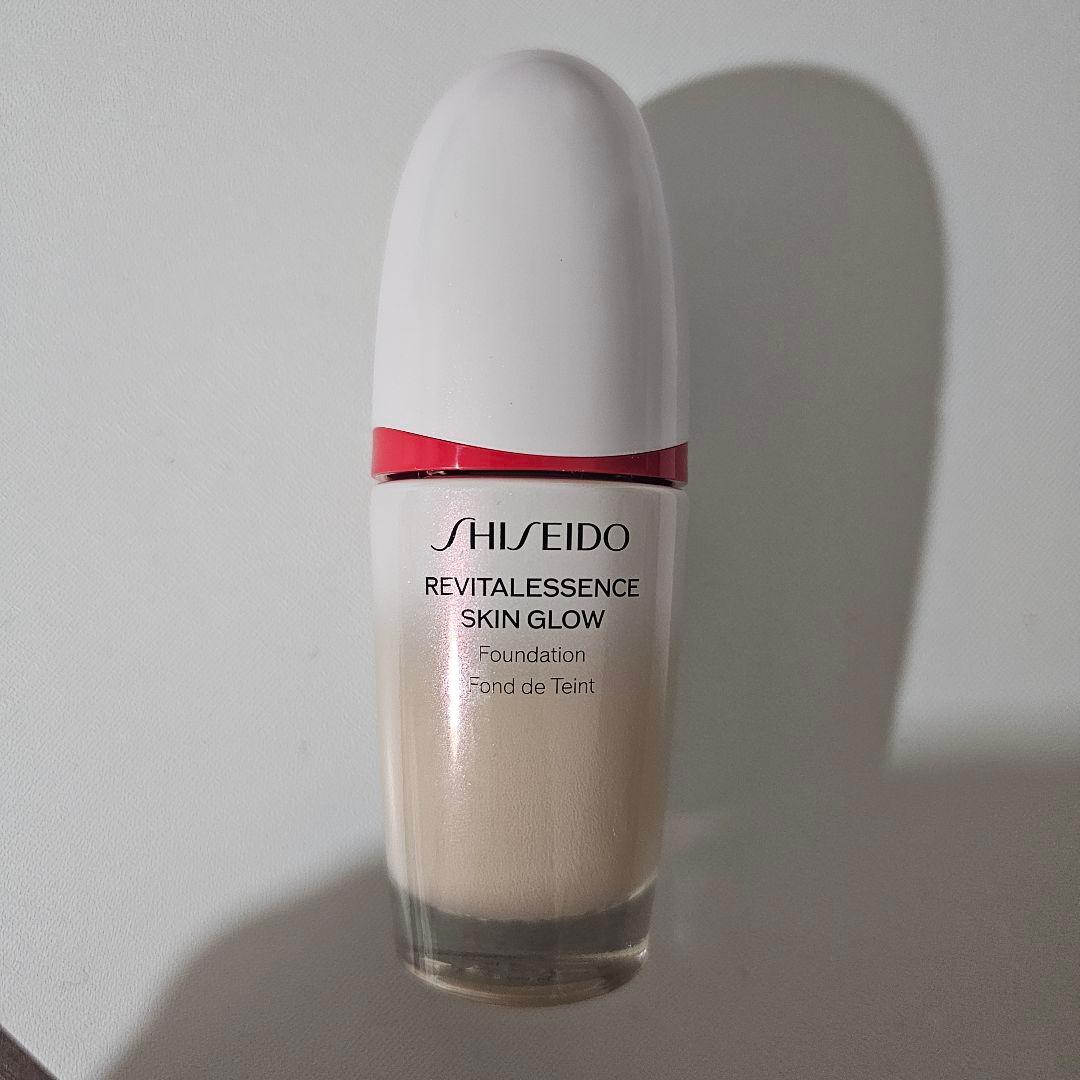 SHISEIDO
REVITALESSENCE
SKIN GLOW
Foundation
Fond de Teint